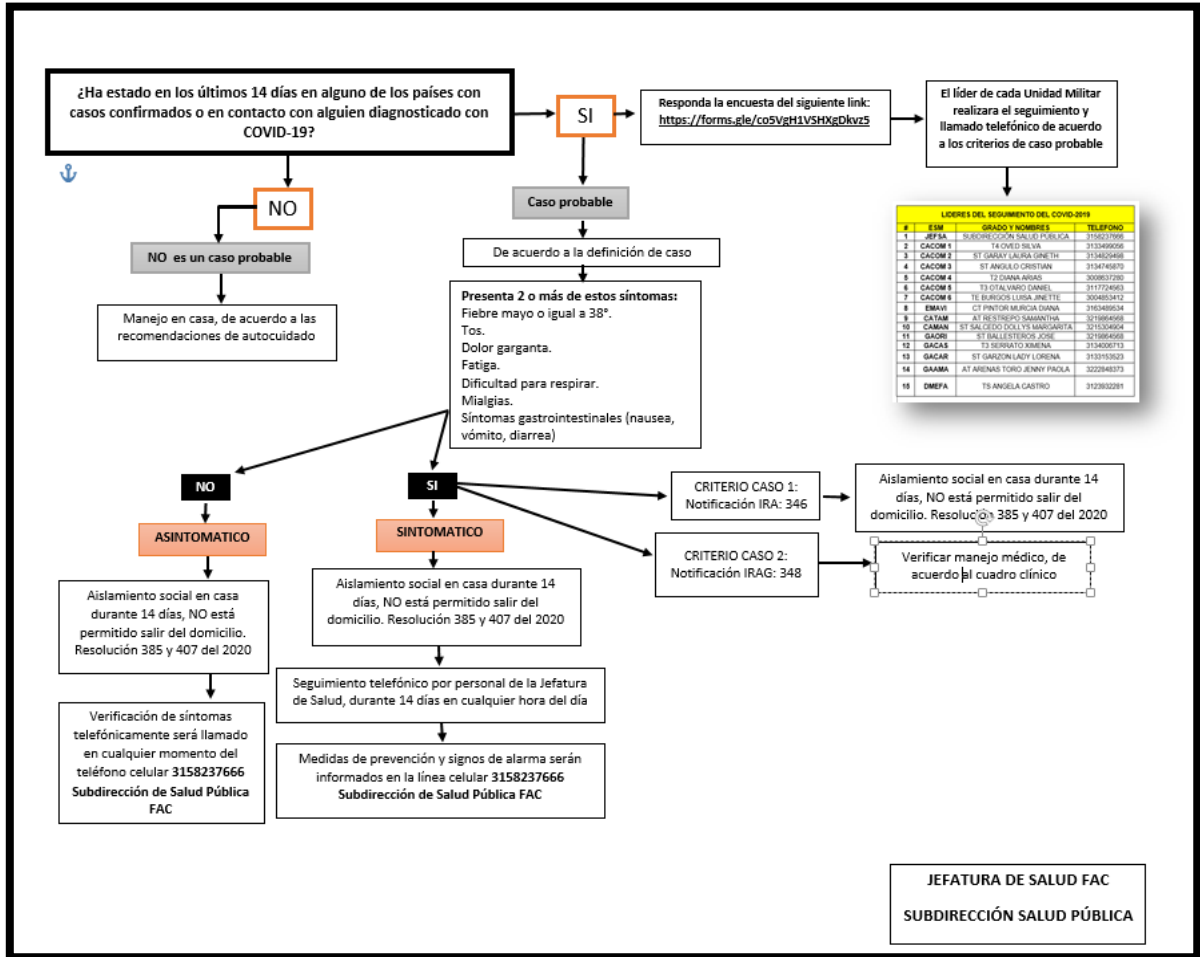 ¿Ha estado en los últimos 14 días en alguno de los países con
casos confirmados o en contacto con alguien diagnosticado con
COVID-19?
SI
Responda la encuesta del siguiente link:
https://forms.gle/co5VgH1VSHXgDkvz5
El líder de cada Unidad Militar
realizara el seguimiento y
llamado telefónico de acuerdo
a los criterios de caso probable
NO
NO es un caso probable
Manejo en casa, de acuerdo a las
recomendaciones de autocuidado
Caso probable
De acuerdo a la definición de caso
Presenta 2 o más de estos síntomas:
Fiebre mayo o igual a 38°.
Tos.
Dolor garganta.
Fatiga.
Dificultad para respirar.
Mialgias.
Síntomas gastrointestinales (nausea,
vómito, diarrea)
LIDERES DEL SEGUIMIENTO DEL COVID-2019
# ESM GRADO Y NOMBRES TELEFONO
1 JEFSA SUBDIRECCIÓN SALUD PÚBLICA 3158237666
2 CACOM 1 T4 OVED SILVA 3133499056
3 CACOM 2 ST GARAY LAURA GINETH 3134829498
4 CACOM 3 ST ANGULO CRISTIAN 3134745870
5 CACOM 4 T2 DIANA ARIAS 3008637280
6 CACOM 5 T3 OTALVARO DANIEL 3117724563
7 CACOM 6 TE BURGOS LUISA JINETTE 3004853412
8 EMAVI CT PINTOR MURCIA DIANA 3163489534
9 CATAM AT RESTREPO SAMANTHA 3219864568
10 CAMAN ST SALCEDO DOLLYS MARGARITA 3215304904
11 GAORI ST BALLESTEROS JOSE 3219864568
12 GACAS T3 SERRATO XIMENA 3134006713
13 GACAR ST GARZON LADY LORENA 3133153523
14 GAAMA AT ARENAS TORO JENNY PAOLA 3222848373
15 DMEFA TS ANGELA CASTRO 3123932281
NO
ASINTOMATICO
Aislamiento social en casa
durante 14 días, NO está
permitido salir del domicilio.
Resolución 385 y 407 del 2020
Verificación de síntomas
telefónicamente será llamado
en cualquier momento del
teléfono celular 3158237666
Subdirección de Salud Pública
FAC
SI
SINTOMATICO
Aislamiento social en casa durante 14
días, NO está permitido salir del
domicilio. Resolución 385 y 407 del 2020
Seguimiento telefónico por personal de la Jefatura
de Salud, durante 14 días en cualquier hora del día
Medidas de prevención y signos de alarma serán
informados en la línea celular 3158237666
Subdirección de Salud Pública FAC
CRITERIO CASO 1:
Notificación IRA: 346
Aislamiento social en casa durante 14
días, NO está permitido salir del
domicilio. Resolución 385 y 407 del 2020
CRITERIO CASO 2:
Notificación IRAG: 348
Verificar manejo médico, de
acuerdo al cuadro clínico
JEFATURA DE SALUD FAC
SUBDIRECCIÓN SALUD PÚBLICA